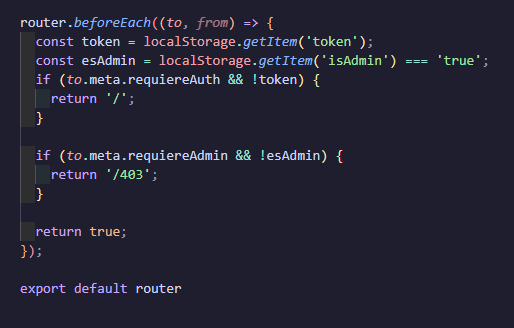 router.beforeEach((to, from) => {
  const token = localStorage.getItem('token');
  const esAdmin = localStorage.getItem('isAdmin') === 'true';
  if (to.meta.requiereAuth && !token) {
    return '/';
  }

  if (to.meta.requiereAdmin && !esAdmin) {
    return '/403';
  }

  return true;
});

export default router